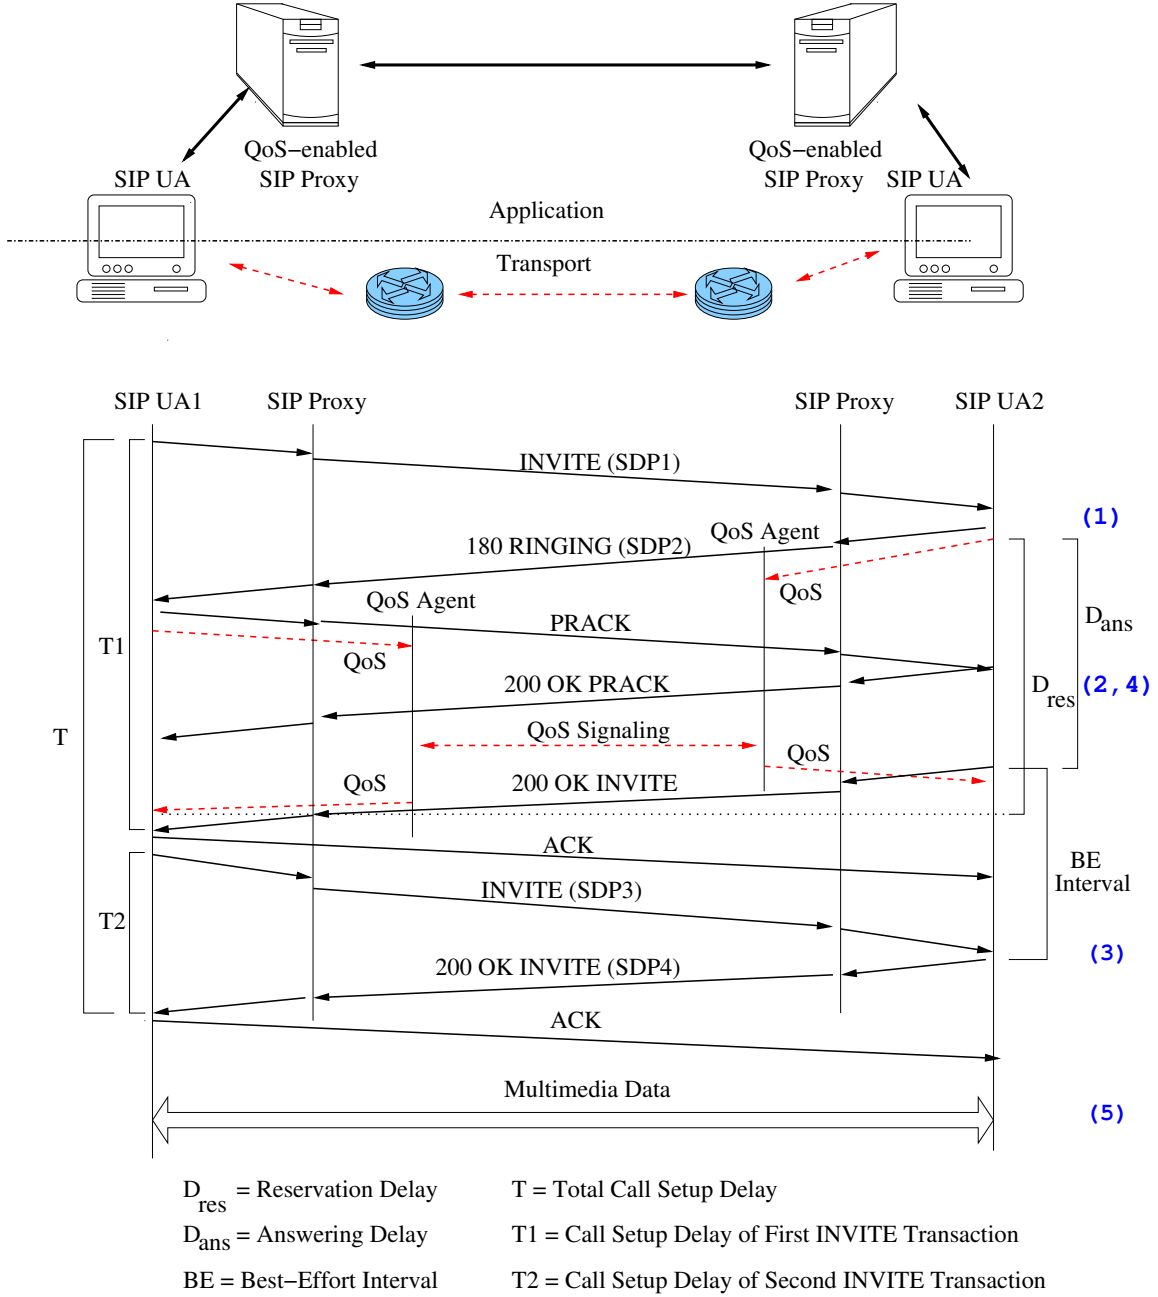 QoS−enabled
SIP Proxy
QoS−enabled
SIP Proxy
SIP UA
SIP UA
Application
Transport
SIP UA1
SIP Proxy
SIP Proxy
SIP UA2
INVITE (SDP1)
(1)
QoS Agent
180 RINGING (SDP2)
QoS
QoS Agent
PRACK
D_ans
T1
QoS
200 OK PRACK
D_res
(2,4)
QoS Signaling
T
QoS
QoS
200 OK INVITE
ACK
BE
Interval
INVITE (SDP3)
T2
(3)
200 OK INVITE (SDP4)
ACK
Multimedia Data
(5)
D_res = Reservation Delay
T = Total Call Setup Delay
D_ans = Answering Delay
T1 = Call Setup Delay of First INVITE Transaction
BE = Best−Effort Interval
T2 = Call Setup Delay of Second INVITE Transaction